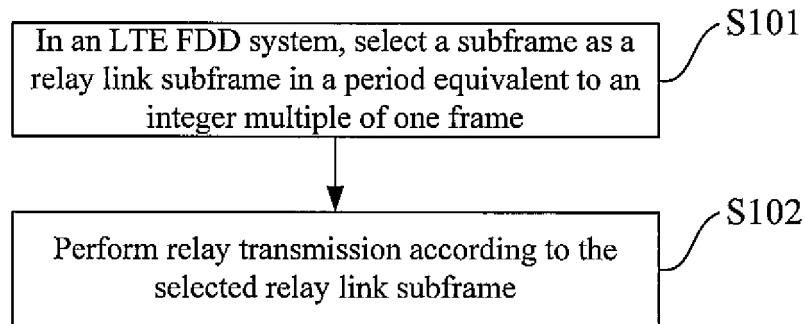 In an LTE FDD system, select a subframe as a
relay link subframe in a period equivalent to an
integer multiple of one frame
S101
Perform relay transmission according to the
selected relay link subframe
S102